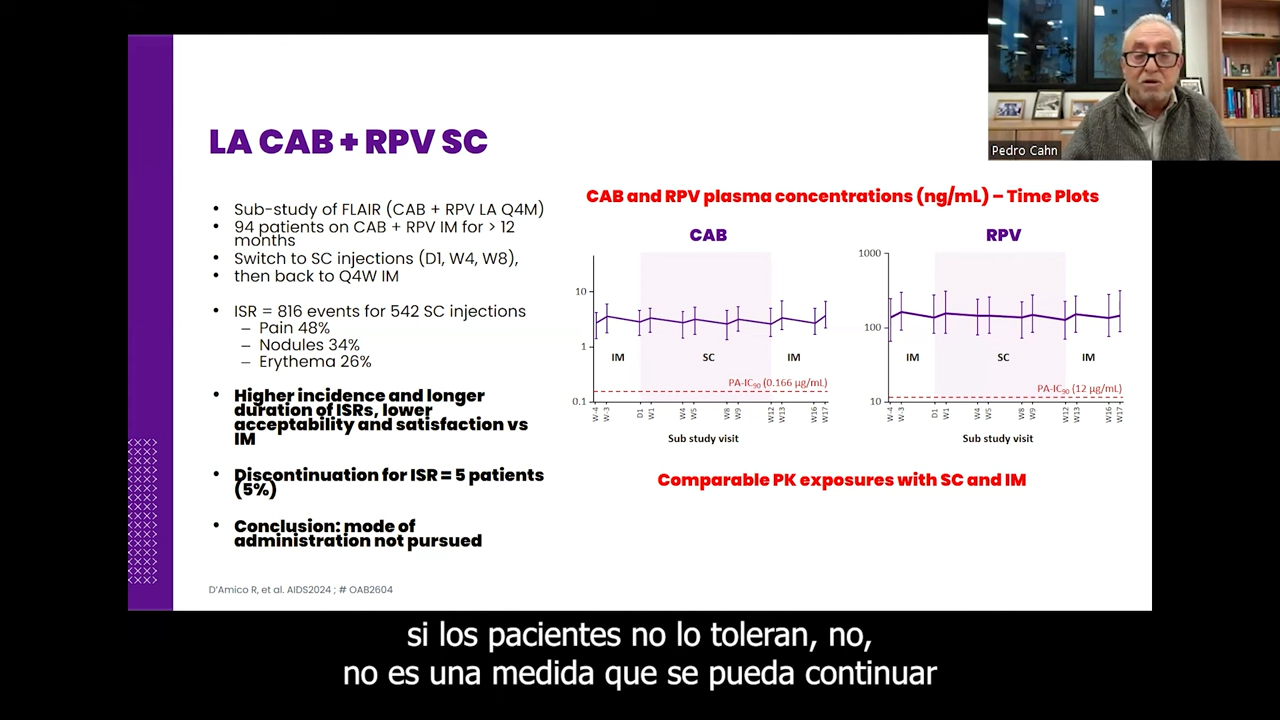 Pedro Cahn
LA CAB + RPV SC
• Sub-study of FLAIR (CAB + RPV LA Q4M)
• 94 patients on CAB + RPV IM for > 12
months
• Switch to SC injections (D1, W4, W8),
• then back to Q4W IM
• ISR = 816 events for 542 SC injections
– Pain 48%
– Nodules 34%
– Erythema 26%
• Higher incidence and longer
duration of ISRs, lower
acceptability and satisfaction vs
IM
• Discontinuation for ISR = 5 patients
(5%)
• Conclusion: mode of
administration not pursued
D'Amico R, et al. AIDS2024 ; # OAB2604
CAB and RPV plasma concentrations (ng/mL) – Time Plots
CAB
10
1
0.1
IM
SC
IM
PA-IC90 (0.166 µg/mL)
W-4 W-3 D1 W1 W4 W5 W8 W9 W12 W13 W16 W17
Sub study visit
RPV
1000
100
10
IM
SC
IM
PA-IC90 (12 µg/mL)
W-4 W-3 D1 W1 W4 W5 W8 W9 W12 W13 W16 W17
Sub study visit
Comparable PK exposures with SC and IM
si los pacientes no lo toleran, no,
no es una medida que se pueda continuar